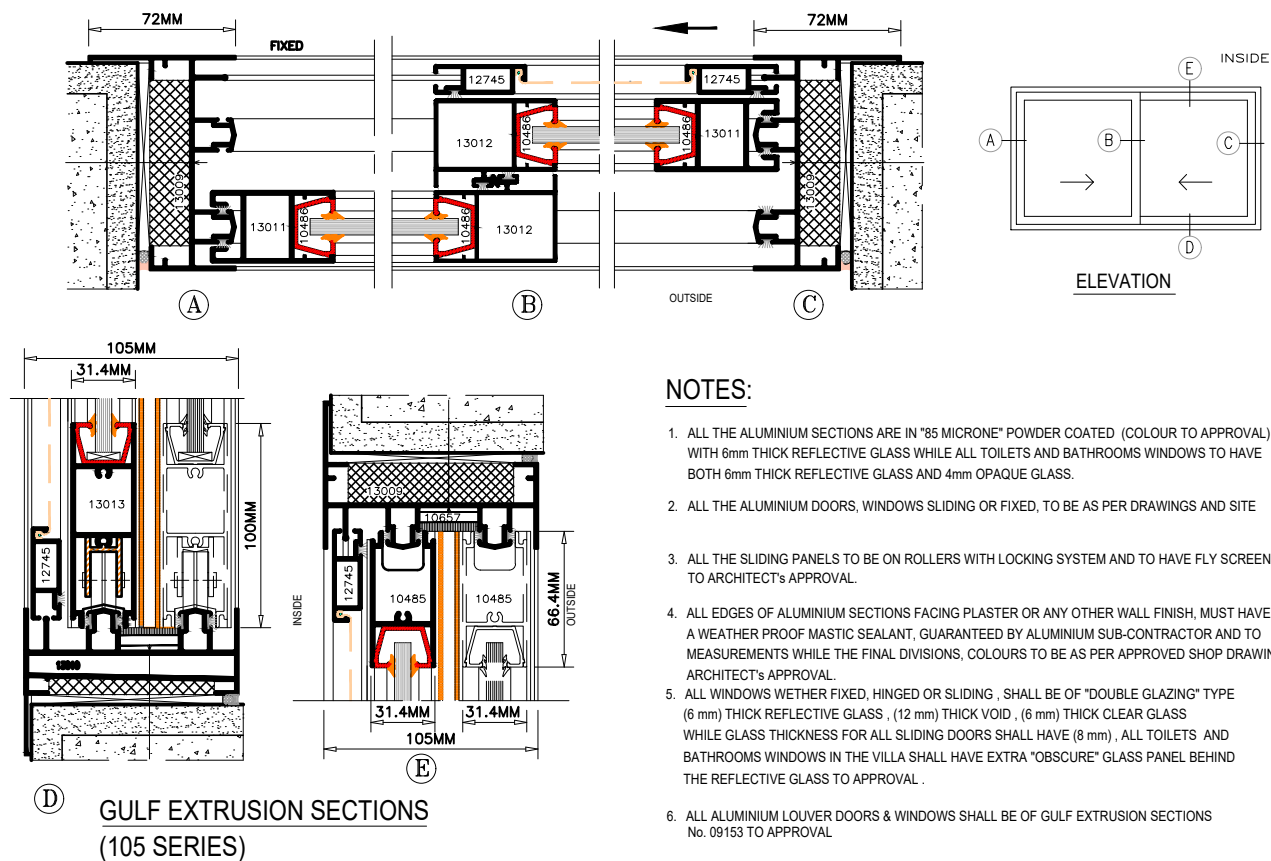 72MM
72MM
FIXED
12745
12745
13012
10486
10486
13011
13009
13009
13011
10486
10486
13012
A
B
C
OUTSIDE
INSIDE
E
A
B
C
D
ELEVATION
105MM
31.4MM
13013
12745
100MM
D
INSIDE
13009
10657
12745
10485
10485
66.4MM
OUTSIDE
31.4MM
31.4MM
105MM
E
GULF EXTRUSION SECTIONS
(105 SERIES)
NOTES:
1. ALL THE ALUMINIUM SECTIONS ARE IN "85 MICRONE" POWDER COATED (COLOUR TO APPROVAL)
WITH 6mm THICK REFLECTIVE GLASS WHILE ALL TOILETS AND BATHROOMS WINDOWS TO HAVE
BOTH 6mm THICK REFLECTIVE GLASS AND 4mm OPAQUE GLASS.
2. ALL THE ALUMINIUM DOORS, WINDOWS SLIDING OR FIXED, TO BE AS PER DRAWINGS AND SITE
3. ALL THE SLIDING PANELS TO BE ON ROLLERS WITH LOCKING SYSTEM AND TO HAVE FLY SCREEN
TO ARCHITECT's APPROVAL.
4. ALL EDGES OF ALUMINIUM SECTIONS FACING PLASTER OR ANY OTHER WALL FINISH, MUST HAVE
A WEATHER PROOF MASTIC SEALANT, GUARANTEED BY ALUMINIUM SUB-CONTRACTOR AND TO
MEASUREMENTS WHILE THE FINAL DIVISIONS, COLOURS TO BE AS PER APPROVED SHOP DRAWIN
ARCHITECT's APPROVAL.
5. ALL WINDOWS WETHER FIXED, HINGED OR SLIDING , SHALL BE OF "DOUBLE GLAZING" TYPE
(6 mm) THICK REFLECTIVE GLASS , (12 mm) THICK VOID , (6 mm) THICK CLEAR GLASS
WHILE GLASS THICKNESS FOR ALL SLIDING DOORS SHALL HAVE (8 mm) , ALL TOILETS AND
BATHROOMS WINDOWS IN THE VILLA SHALL HAVE EXTRA "OBSCURE" GLASS PANEL BEHIND
THE REFLECTIVE GLASS TO APPROVAL .
6. ALL ALUMINIUM LOUVER DOORS & WINDOWS SHALL BE OF GULF EXTRUSION SECTIONS
No. 09153 TO APPROVAL